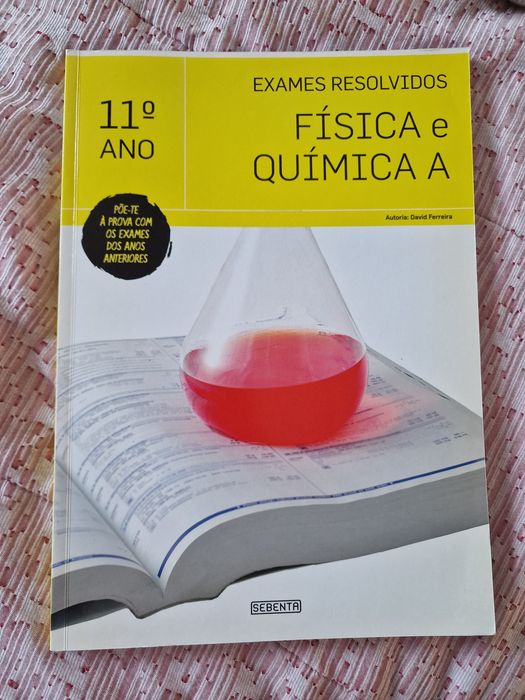 11º
ANO
EXAMES RESOLVIDOS
FÍSICA e
QUÍMICA A
Autoria: David Ferreira
PÕE-TE
À PROVA COM
OS EXAMES
DOS ANOS
ANTERIORES
SEBENTA